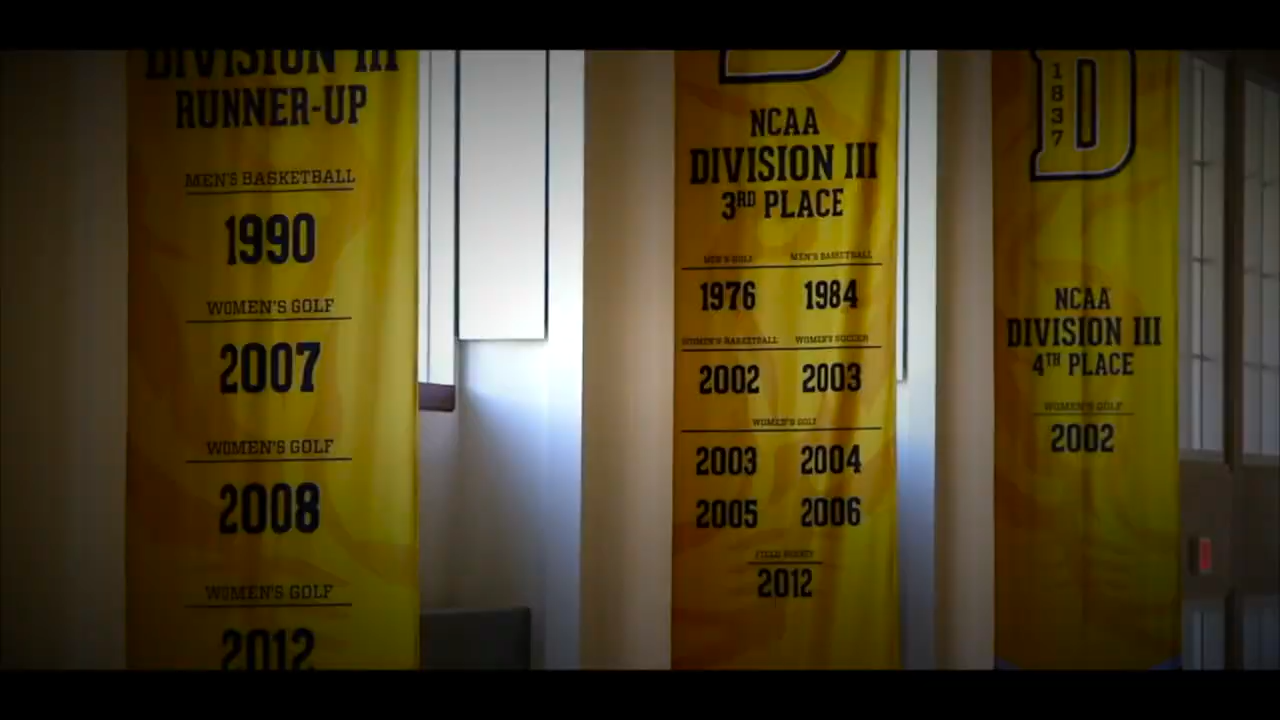 DIVISION III
RUNNER-UP
MEN'S BASKETBALL
1990
WOMEN'S GOLF
2007
WOMEN'S GOLF
2008
WOMEN'S GOLF
2012
NCAA
DIVISION III
3RD PLACE
MEN'S GOLF MEN'S BASKETBALL
1976 1984
WOMEN'S BASKETBALL WOMEN'S SOCCER
2002 2003
WOMEN'S GOLF
2003 2004
2005 2006
FIELD HOCKEY
2012
D
1837
NCAA
DIVISION III
4TH PLACE
WOMEN'S GOLF
2002